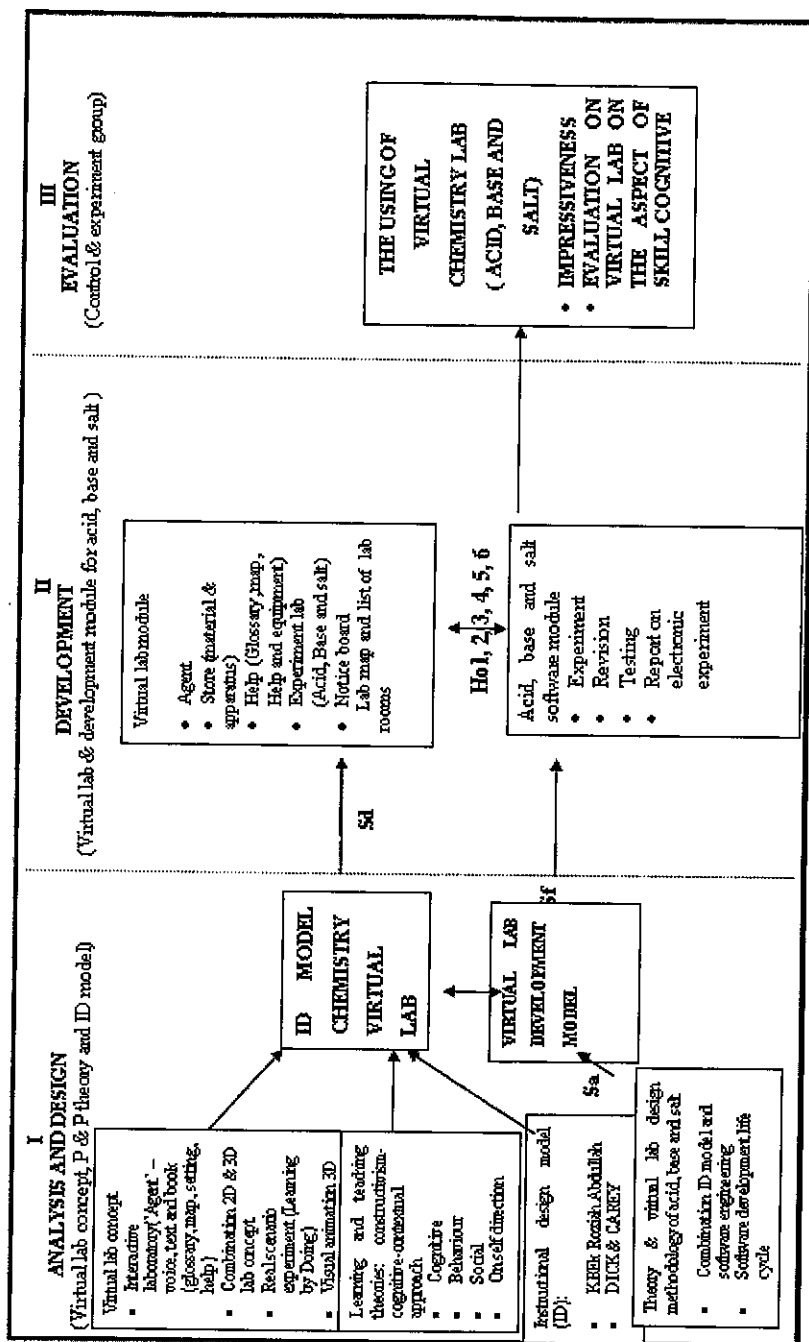 I
ANALYSIS AND DESIGN
(Virtual lab concept, P & P theory and ID model)
Virtual lab concept
▪ Interactive
laboratory('Agent' –
voice, text and book
(glossary, map, setting,
help)
▪ Combination 2D & 3D
lab concept
▪ Real scenario
experiment (Learning
by Doing)
▪ Visual animation 3D
Learning and teaching
theories: constructivism-
cognitive-contextual
approach
▪ Cognitive
▪ Behaviour
▪ Social
▪ Oneself direction
Instructional design model
(ID):
▪ Roziah Abdullah
▪ DICK & CAREY
Theory & virtual lab design
methodology of acid, base and salt
▪ Combination ID model and
software engineering
▪ Software development life
cycle
ID MODEL
CHEMISTRY
VIRTUAL
LAB
VIRTUAL LAB
DEVELOPMENT
MODEL
Sa
Sd
Sf
II
DEVELOPMENT
(Virtual lab & development module for acid, base and salt )
Virtual lab module
• Agent
• Store (material &
apparatus)
• Help (Glossary, map,
Help and equipment)
• Experiment lab
(Acid, Base and salt)
• Notice board
• Lab map and list of lab
rooms
Ho1, 2, 3, 4, 5, 6
Acid, base and salt
software module
• Experiment
• Revision
• Testing
• Report on
electronic
experiment
III
EVALUATION
(Control & experiment group)
THE USING OF
VIRTUAL
CHEMISTRY LAB
( ACID, BASE AND
SALT)
• IMPRESSIVENESS
• EVALUATION ON
VIRTUAL LAB ON
THE ASPECT OF
SKILL COGNITIVE